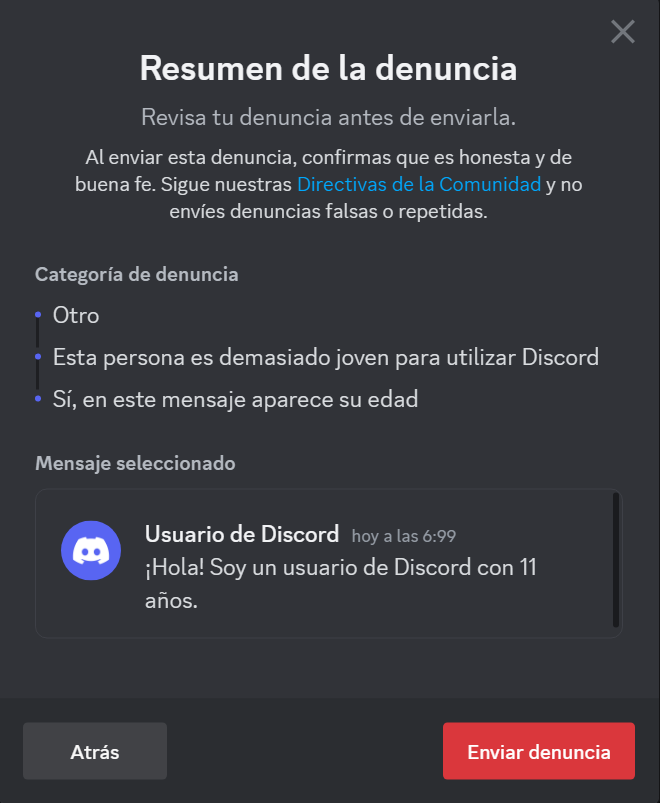 Resumen de la denuncia
Revisa tu denuncia antes de enviarla.
Al enviar esta denuncia, confirmas que es honesta y de
buena fe. Sigue nuestras Directivas de la Comunidad y no
envíes denuncias falsas o repetidas.
Categoría de denuncia
Otro
Esta persona es demasiado joven para utilizar Discord
Sí, en este mensaje aparece su edad
Mensaje seleccionado
Usuario de Discord hoy a las 6:99
¡Hola! Soy un usuario de Discord con 11
años.
Atrás
Enviar denuncia